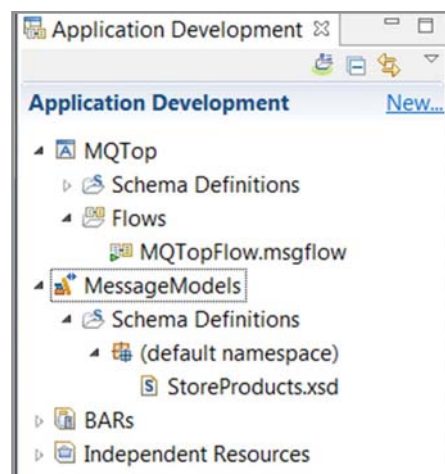 Application Development
Application Development New...
MQTop
Schema Definitions
Flows
MQTopFlow.msgflow
MessageModels
Schema Definitions
(default namespace)
StoreProducts.xsd
BARs
Independent Resources